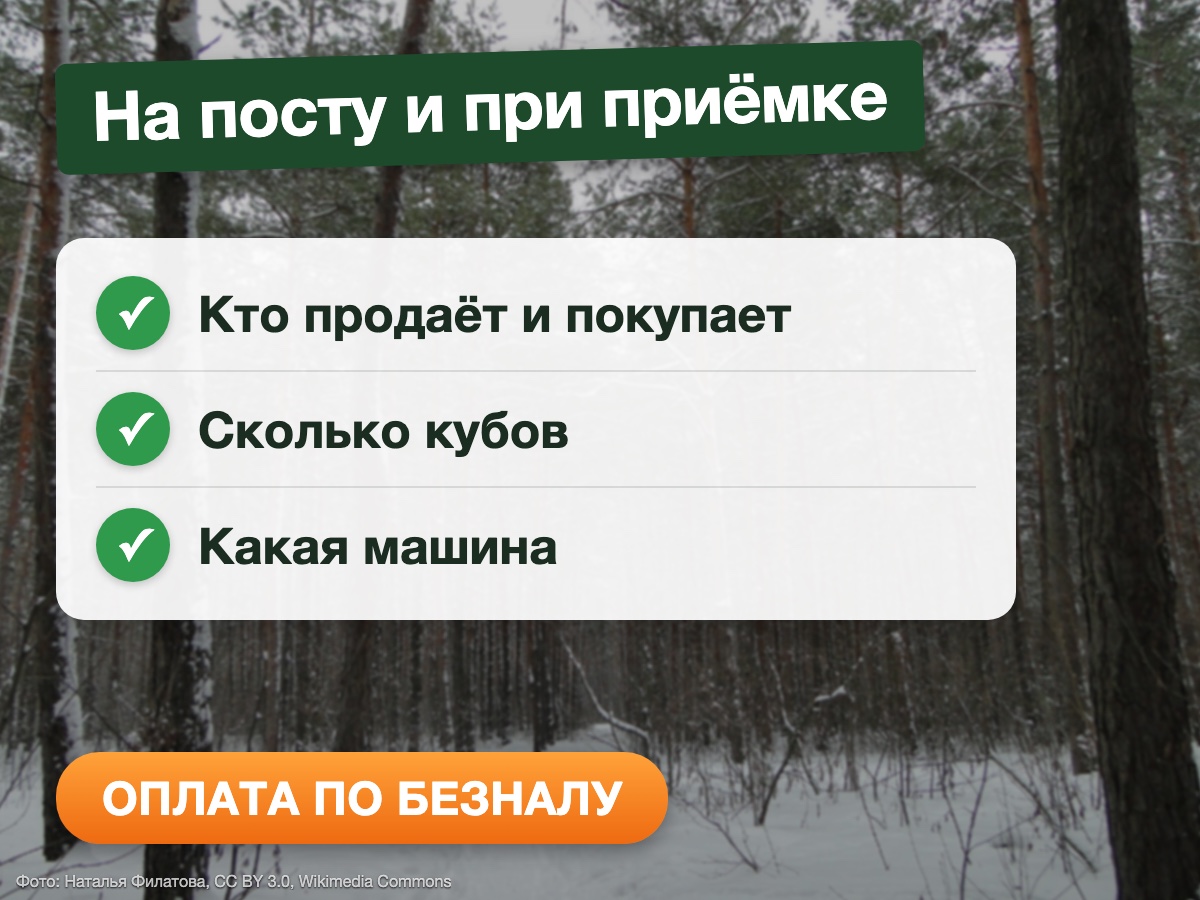 На посту и при приёмке
Кто продаёт и покупает
Сколько кубов
Какая машина
ОПЛАТА ПО БЕЗНАЛУ
Фото: Наталья Филатова, CC BY 3.0, Wikimedia Commons